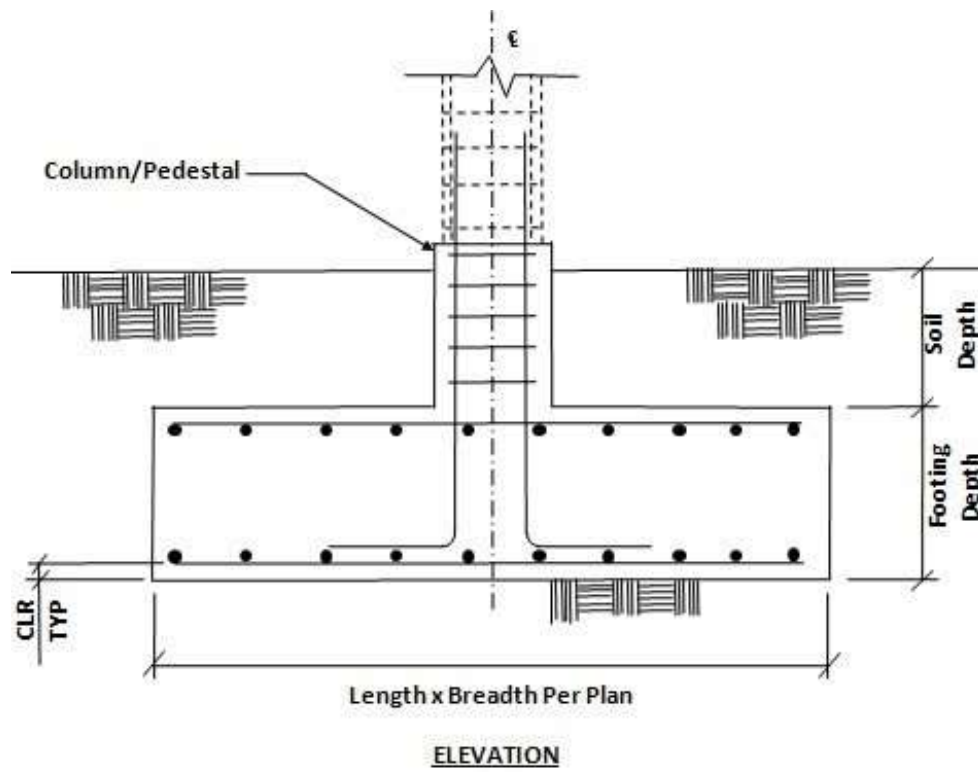 ℄
Column/Pedestal
Soil
Depth
Footing
Depth
CLR
TYP
Length x Breadth Per Plan
ELEVATION